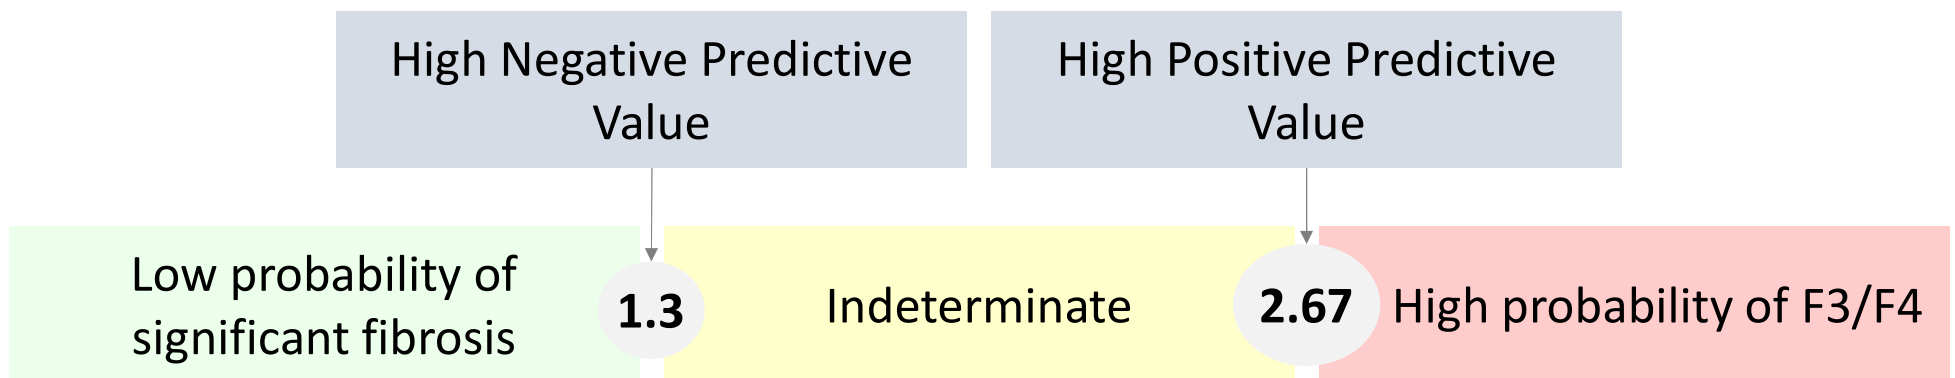 High Negative Predictive
Value
High Positive Predictive
Value
Low probability of
significant fibrosis
1.3
Indeterminate
2.67
High probability of F3/F4